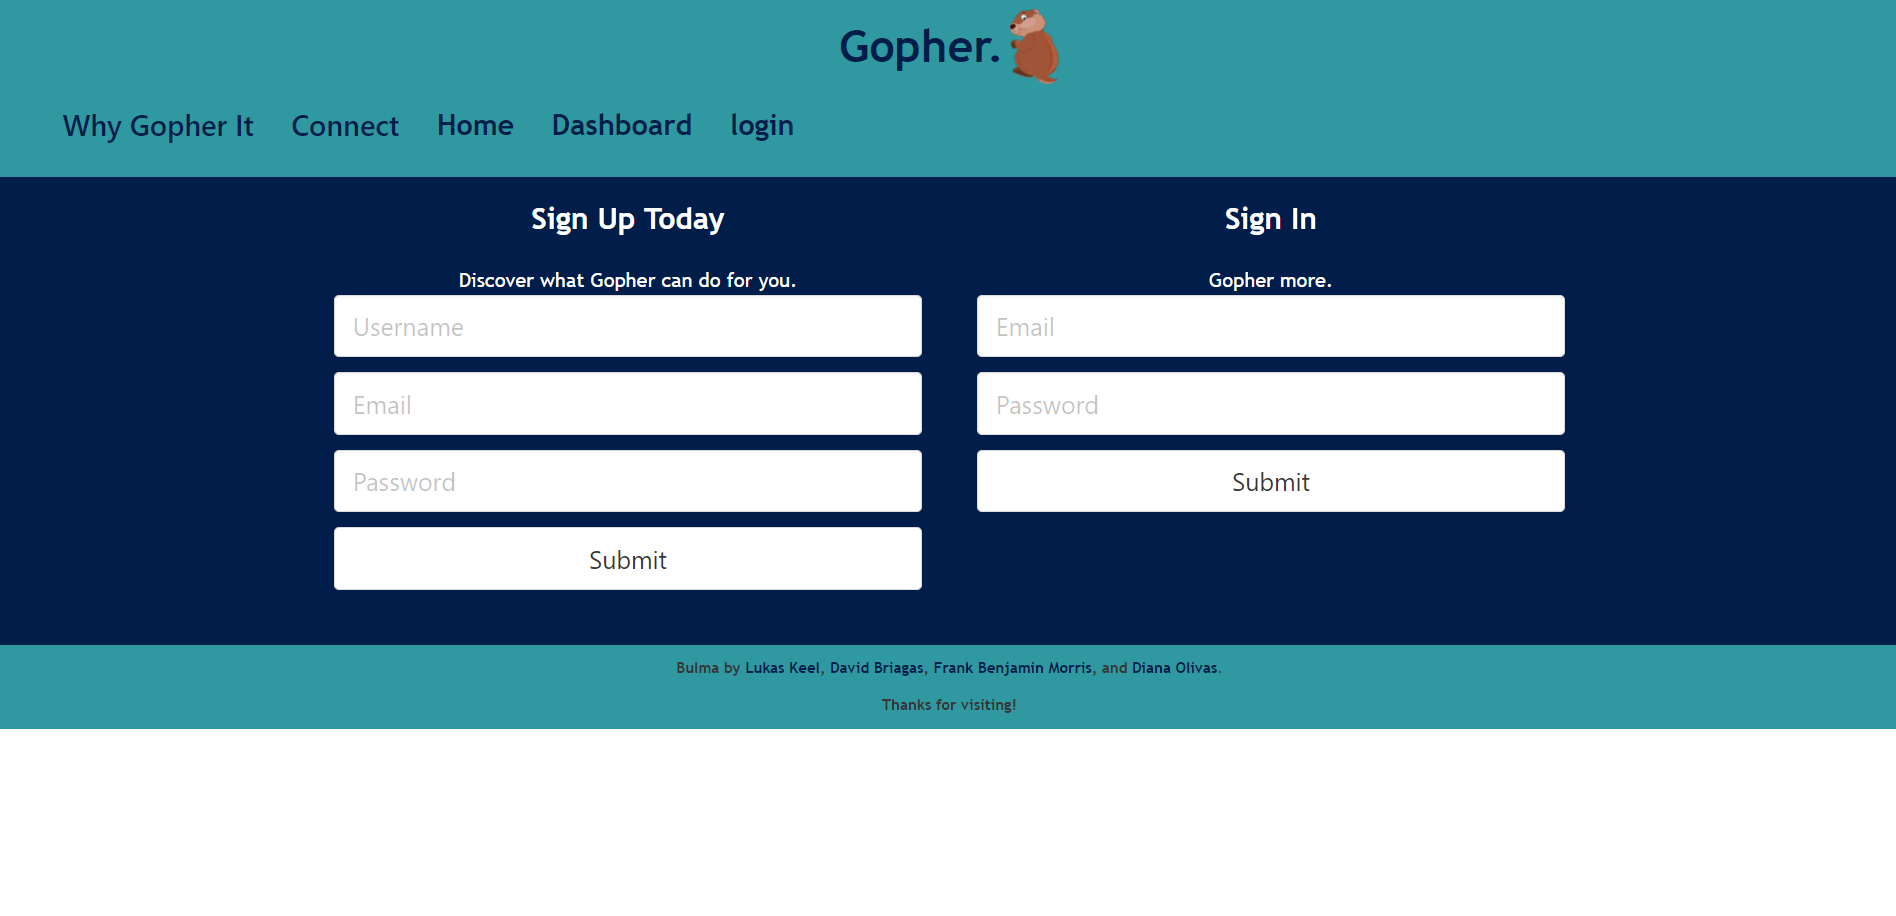 Gopher.
Why Gopher It Connect Home Dashboard login
Sign Up Today
Discover what Gopher can do for you.
Username
Email
Password
Submit
Sign In
Gopher more.
Email
Password
Submit
Bulma by Lukas Keel, David Briagas, Frank Benjamin Morris, and Diana Olivas.
Thanks for visiting!